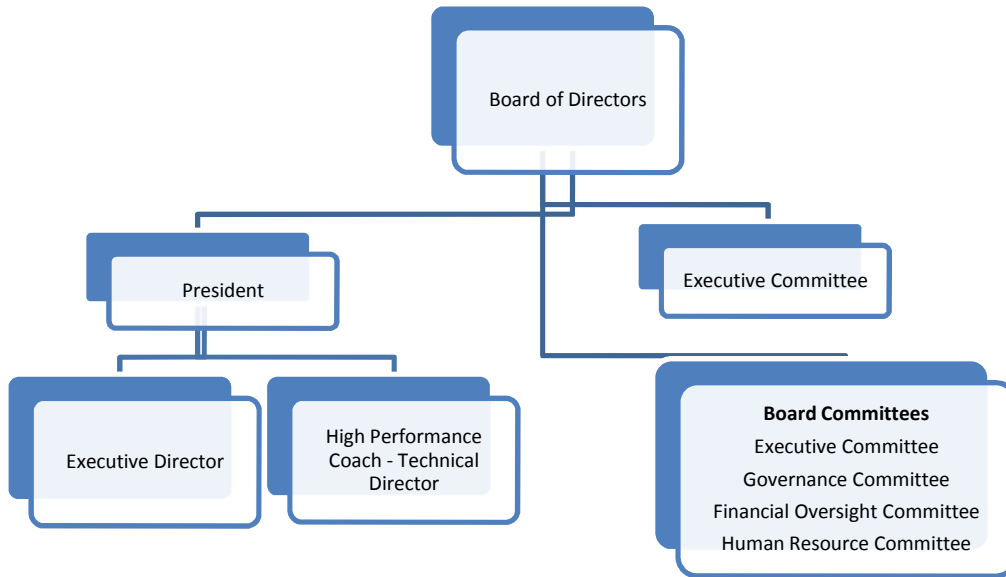 Board of Directors
President
Executive Committee
Executive Director
High Performance
Coach - Technical
Director
Board Committees
Executive Committee
Governance Committee
Financial Oversight Committee
Human Resource Committee